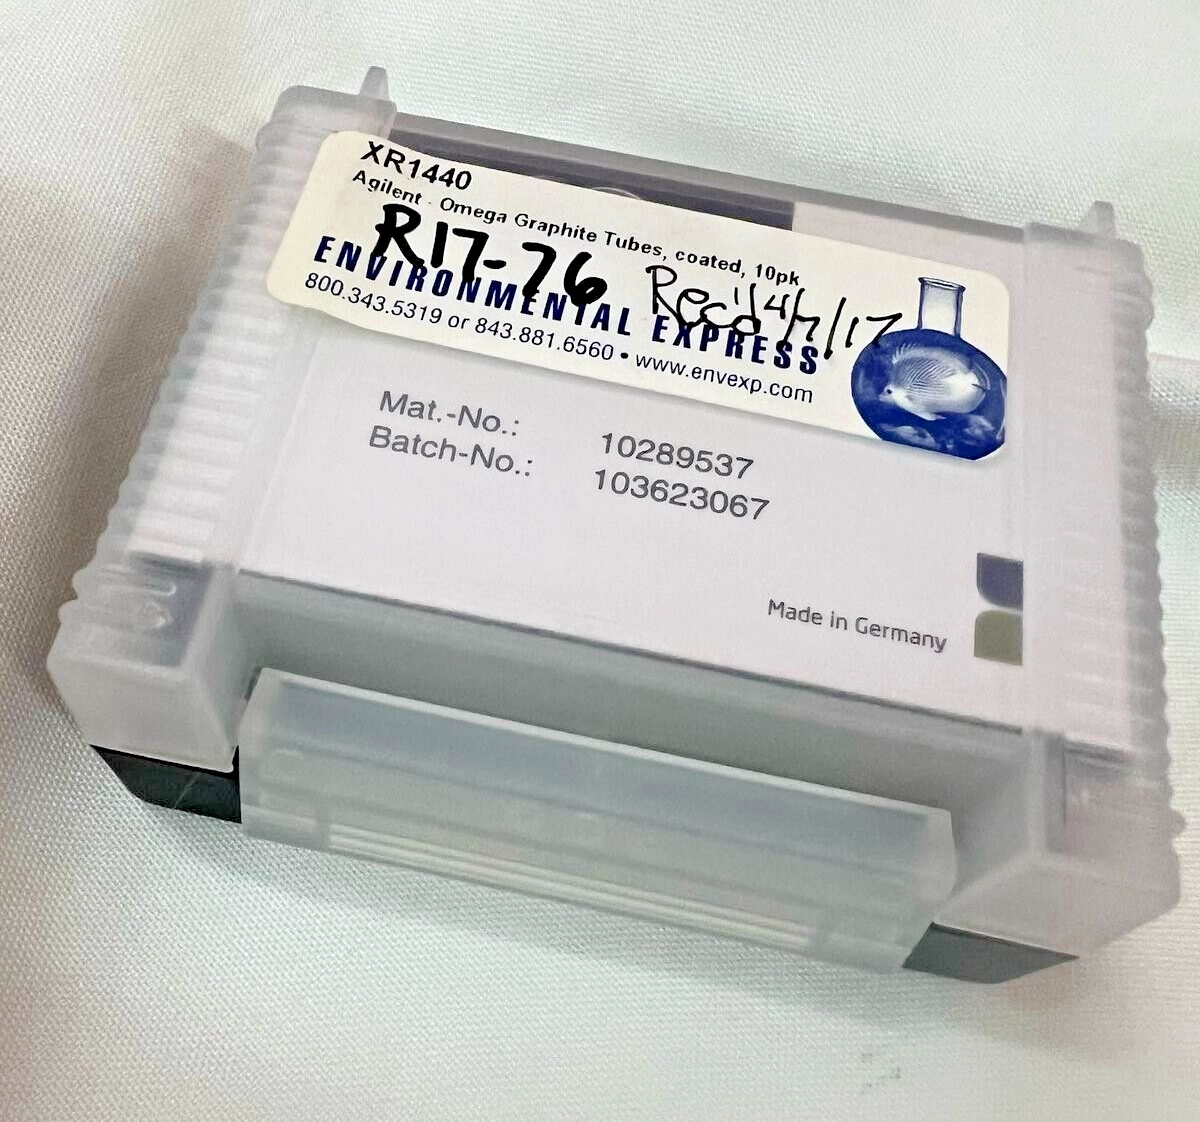 XR1440
Agilent - Omega Graphite Tubes, coated, 10pk
R17-76 Rec'd 4/7/17
ENVIRONMENTAL EXPRESS
800.343.5319 or 843.881.6560 • www.envexp.com
Mat.-No.: 10289537
Batch-No.: 103623067
Made in Germany